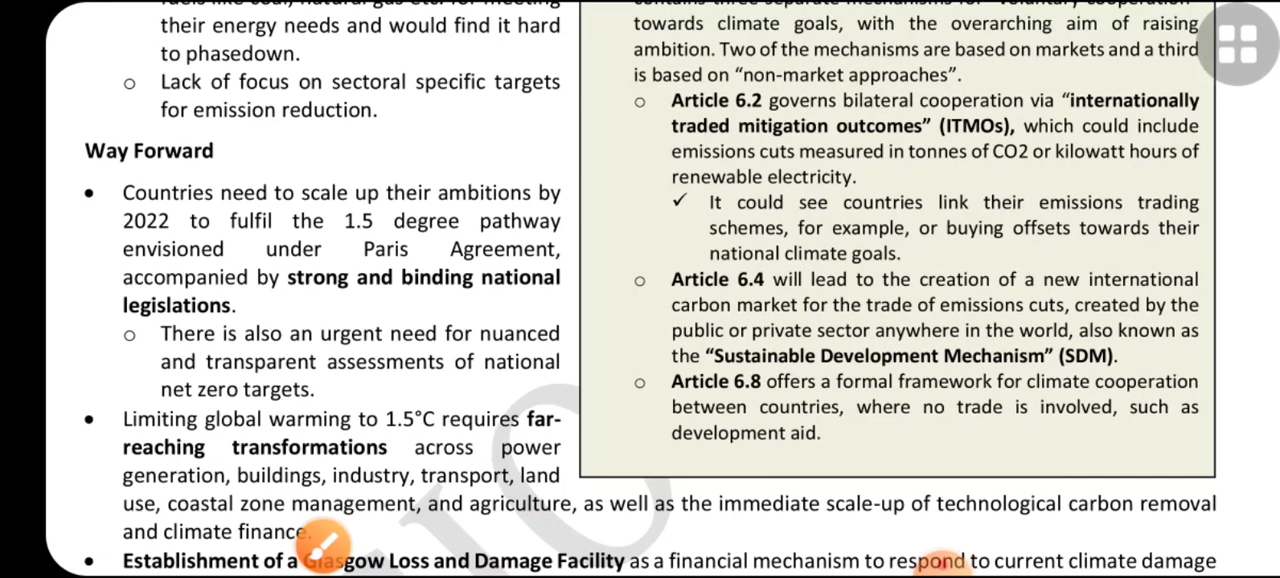 their energy needs and would find it hard
to phasedown.
o Lack of focus on sectoral specific targets
for emission reduction.
Way Forward
• Countries need to scale up their ambitions by
2022 to fulfil the 1.5 degree pathway
envisioned under Paris Agreement,
accompanied by strong and binding national
legislations.
o There is also an urgent need for nuanced
and transparent assessments of national
net zero targets.
• Limiting global warming to 1.5°C requires far-
reaching transformations across power
generation, buildings, industry, transport, land
use, coastal zone management, and agriculture, as well as the immediate scale-up of technological carbon removal
and climate finance.
• Establishment of a Glasgow Loss and Damage Facility as a financial mechanism to respond to current climate damage
towards climate goals, with the overarching aim of raising
ambition. Two of the mechanisms are based on markets and a third
is based on “non-market approaches”.
o Article 6.2 governs bilateral cooperation via “internationally
traded mitigation outcomes” (ITMOs), which could include
emissions cuts measured in tonnes of CO2 or kilowatt hours of
renewable electricity.
✓ It could see countries link their emissions trading
schemes, for example, or buying offsets towards their
national climate goals.
o Article 6.4 will lead to the creation of a new international
carbon market for the trade of emissions cuts, created by the
public or private sector anywhere in the world, also known as
the “Sustainable Development Mechanism” (SDM).
o Article 6.8 offers a formal framework for climate cooperation
between countries, where no trade is involved, such as
development aid.